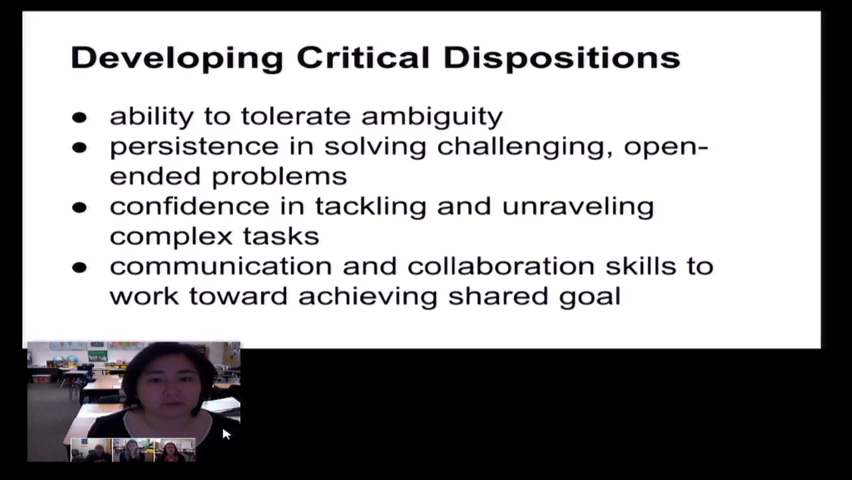 Developing Critical Dispositions
● ability to tolerate ambiguity
● persistence in solving challenging, open-
ended problems
● confidence in tackling and unraveling
complex tasks
● communication and collaboration skills to
work toward achieving shared goal